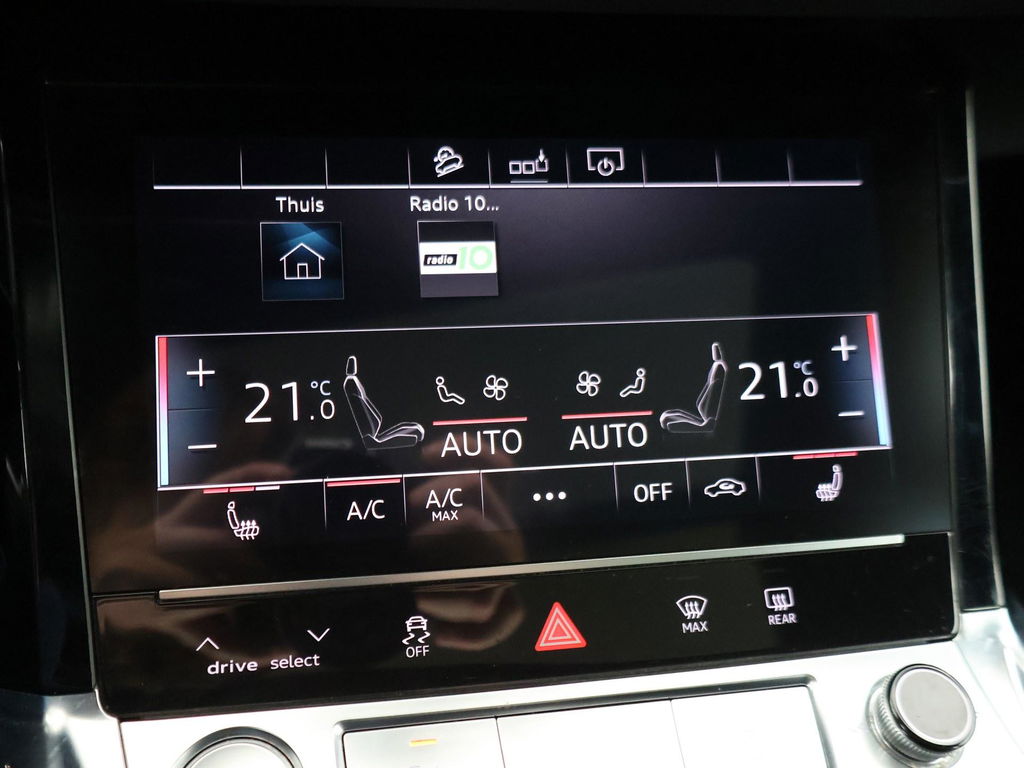 Thuis
Radio 10...
radio 10
+
+
21.0 °C
21.0 °C
−
−
AUTO
AUTO
A/C
A/C
MAX
...
OFF
drive select
OFF
MAX
REAR